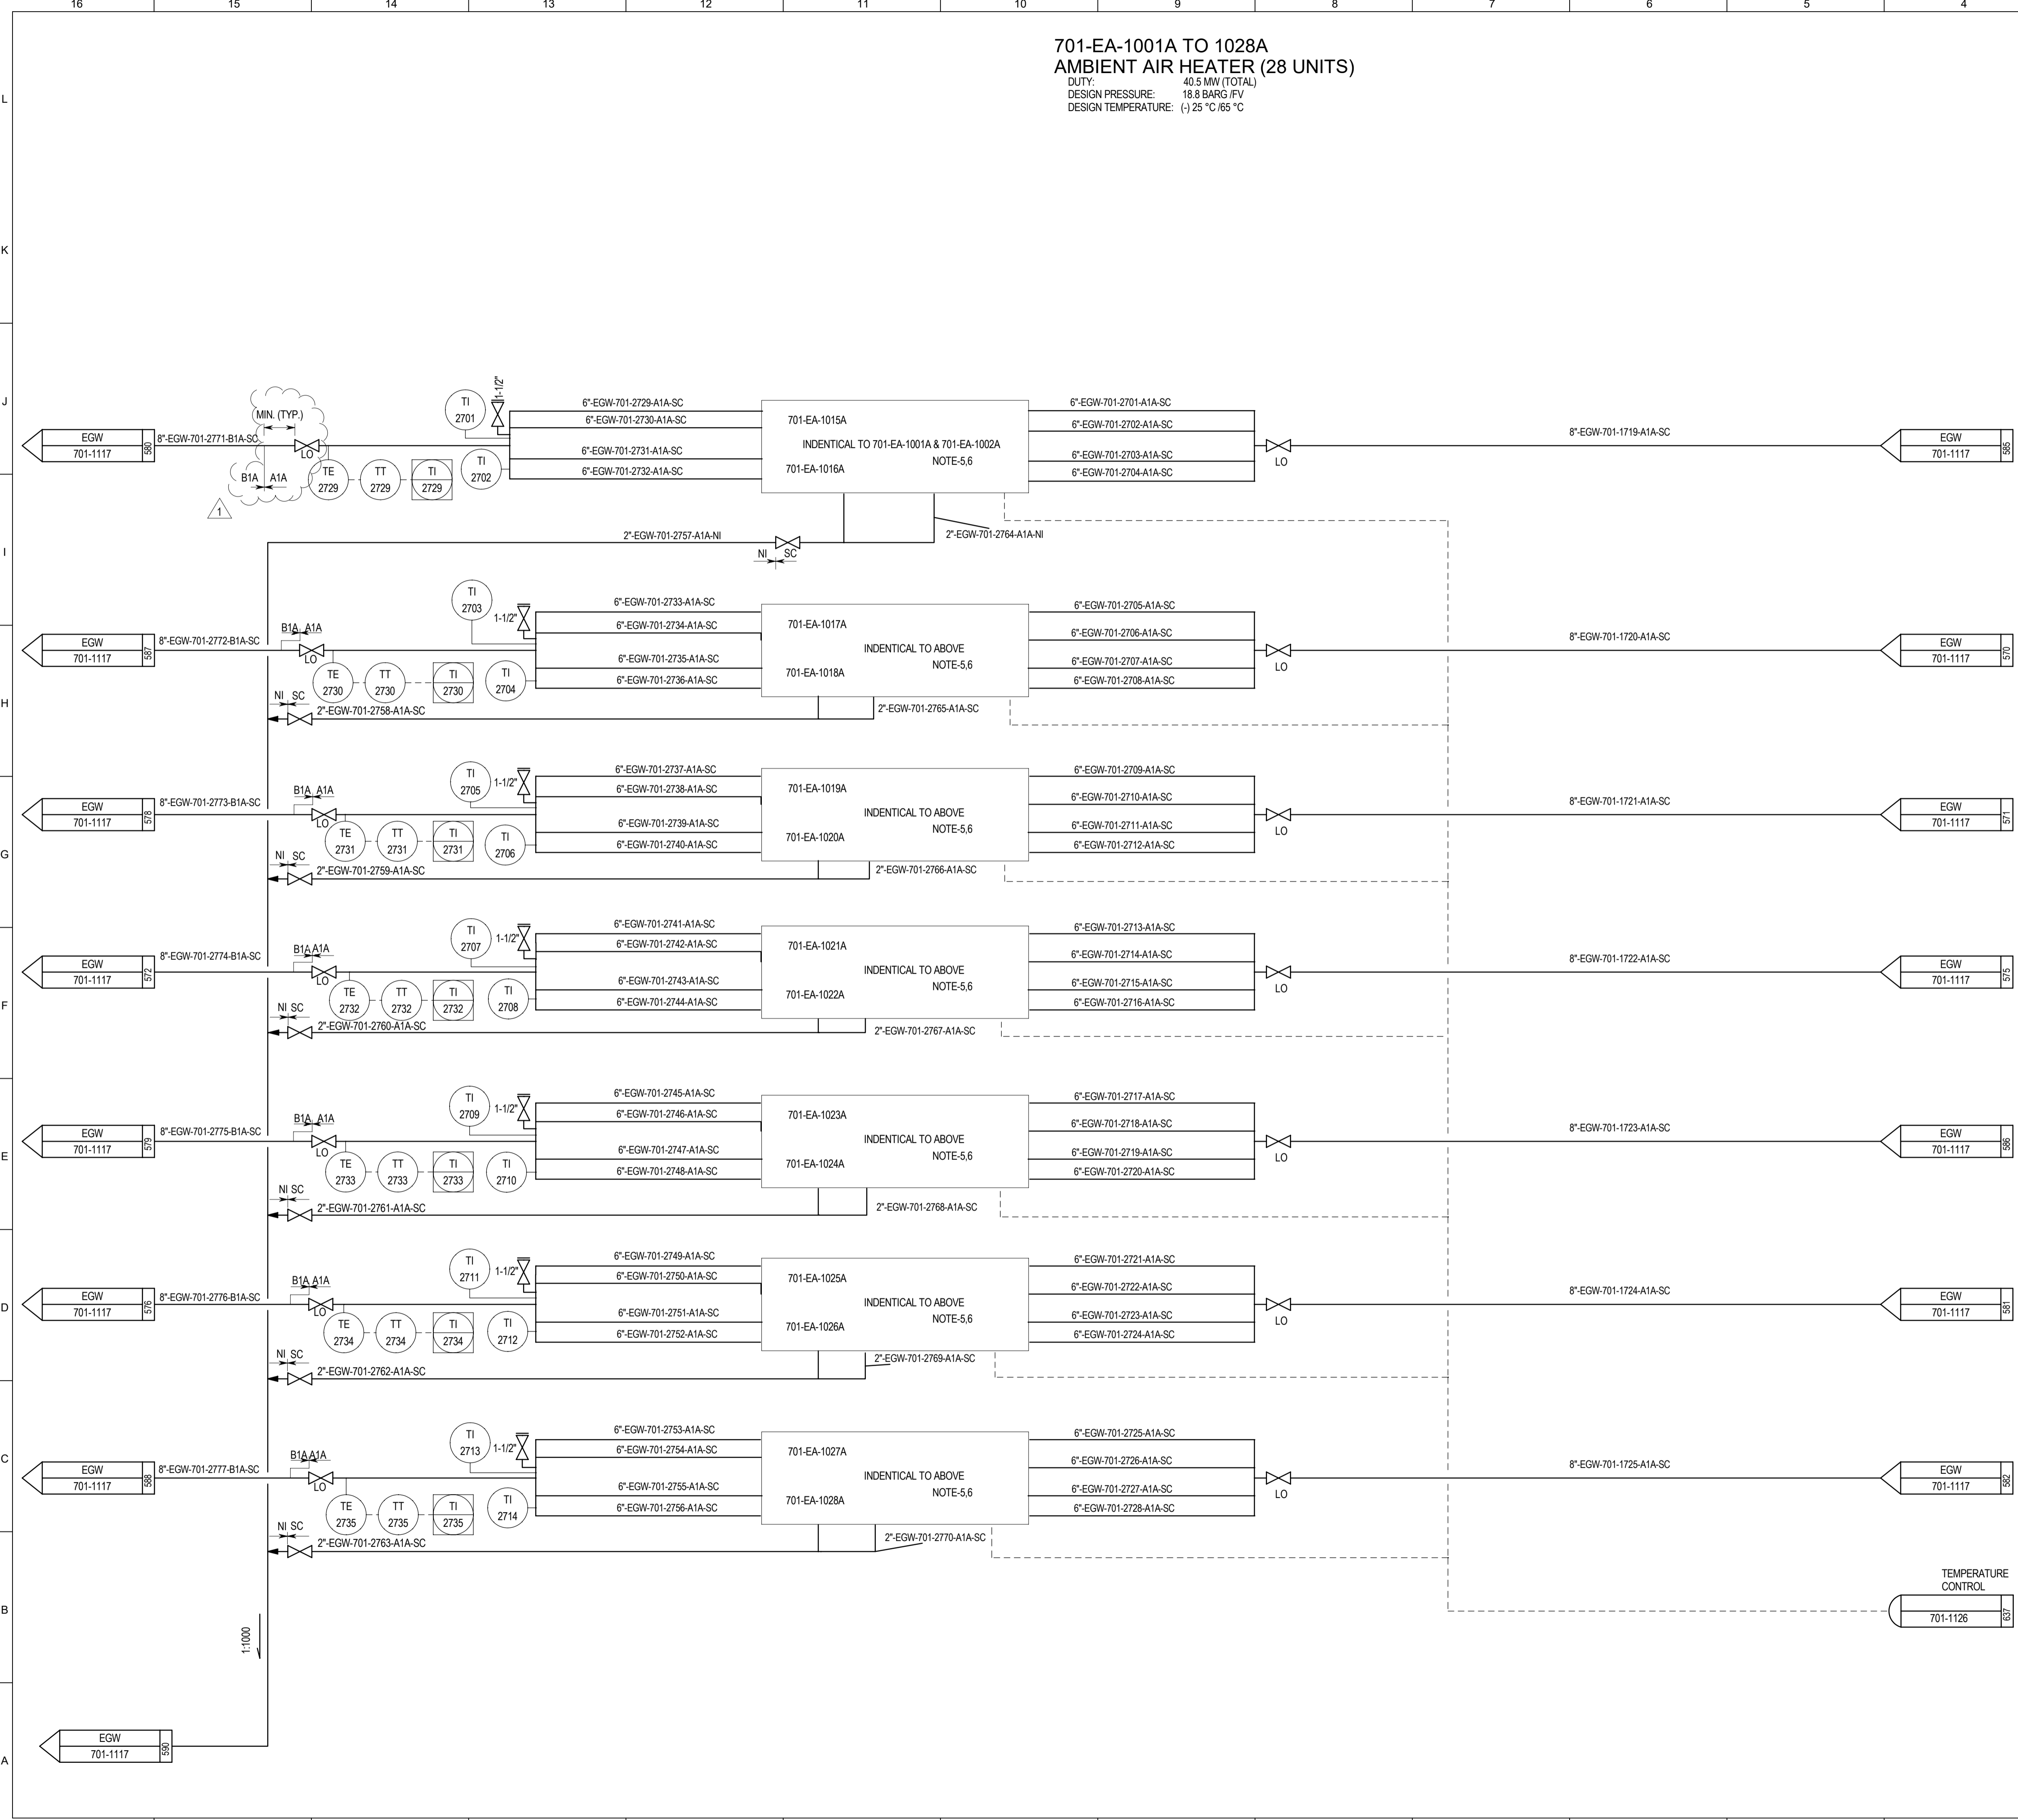 16 15 14 13 12 11 10 9 8 7 6 5 4
701-EA-1001A TO 1028A
AMBIENT AIR HEATER (28 UNITS)
DUTY: 40.5 MW (TOTAL)
DESIGN PRESSURE: 18.8 BARG /FV
DESIGN TEMPERATURE: (-) 25 °C /65 °C
L
K
J
EGW
701-1117
580
8"-EGW-701-2771-B1A-SC
MIN. (TYP.)
LO
B1A A1A
1
TE
2729
TT
2729
TI
2729
TI
2701
1-1/2"
TI
2702
6"-EGW-701-2729-A1A-SC
6"-EGW-701-2730-A1A-SC
6"-EGW-701-2731-A1A-SC
6"-EGW-701-2732-A1A-SC
701-EA-1015A
INDENTICAL TO 701-EA-1001A & 701-EA-1002A
NOTE-5,6
701-EA-1016A
6"-EGW-701-2701-A1A-SC
6"-EGW-701-2702-A1A-SC
6"-EGW-701-2703-A1A-SC
6"-EGW-701-2704-A1A-SC
LO
8"-EGW-701-1719-A1A-SC
EGW
701-1117
585
I
2"-EGW-701-2757-A1A-NI
NI SC
2"-EGW-701-2764-A1A-NI
EGW
701-1117
587
8"-EGW-701-2772-B1A-SC
B1A A1A
LO
TE
2730
TT
2730
TI
2730
TI
2703
1-1/2"
TI
2704
6"-EGW-701-2733-A1A-SC
6"-EGW-701-2734-A1A-SC
6"-EGW-701-2735-A1A-SC
6"-EGW-701-2736-A1A-SC
701-EA-1017A
INDENTICAL TO ABOVE
NOTE-5,6
701-EA-1018A
6"-EGW-701-2705-A1A-SC
6"-EGW-701-2706-A1A-SC
6"-EGW-701-2707-A1A-SC
6"-EGW-701-2708-A1A-SC
LO
8"-EGW-701-1720-A1A-SC
EGW
701-1117
570
H
NI SC
2"-EGW-701-2758-A1A-SC
2"-EGW-701-2765-A1A-SC
EGW
701-1117
578
8"-EGW-701-2773-B1A-SC
B1A A1A
LO
TE
2731
TT
2731
TI
2731
TI
2705
1-1/2"
TI
2706
6"-EGW-701-2737-A1A-SC
6"-EGW-701-2738-A1A-SC
6"-EGW-701-2739-A1A-SC
6"-EGW-701-2740-A1A-SC
701-EA-1019A
INDENTICAL TO ABOVE
NOTE-5,6
701-EA-1020A
6"-EGW-701-2709-A1A-SC
6"-EGW-701-2710-A1A-SC
6"-EGW-701-2711-A1A-SC
6"-EGW-701-2712-A1A-SC
LO
8"-EGW-701-1721-A1A-SC
EGW
701-1117
571
G
NI SC
2"-EGW-701-2759-A1A-SC
2"-EGW-701-2766-A1A-SC
EGW
701-1117
572
8"-EGW-701-2774-B1A-SC
B1A A1A
LO
TE
2732
TT
2732
TI
2732
TI
2707
1-1/2"
TI
2708
6"-EGW-701-2741-A1A-SC
6"-EGW-701-2742-A1A-SC
6"-EGW-701-2743-A1A-SC
6"-EGW-701-2744-A1A-SC
701-EA-1021A
INDENTICAL TO ABOVE
NOTE-5,6
701-EA-1022A
6"-EGW-701-2713-A1A-SC
6"-EGW-701-2714-A1A-SC
6"-EGW-701-2715-A1A-SC
6"-EGW-701-2716-A1A-SC
LO
8"-EGW-701-1722-A1A-SC
EGW
701-1117
575
F
NI SC
2"-EGW-701-2760-A1A-SC
2"-EGW-701-2767-A1A-SC
EGW
701-1117
579
8"-EGW-701-2775-B1A-SC
B1A A1A
LO
TE
2733
TT
2733
TI
2733
TI
2709
1-1/2"
TI
2710
6"-EGW-701-2745-A1A-SC
6"-EGW-701-2746-A1A-SC
6"-EGW-701-2747-A1A-SC
6"-EGW-701-2748-A1A-SC
701-EA-1023A
INDENTICAL TO ABOVE
NOTE-5,6
701-EA-1024A
6"-EGW-701-2717-A1A-SC
6"-EGW-701-2718-A1A-SC
6"-EGW-701-2719-A1A-SC
6"-EGW-701-2720-A1A-SC
LO
8"-EGW-701-1723-A1A-SC
EGW
701-1117
586
E
NI SC
2"-EGW-701-2761-A1A-SC
2"-EGW-701-2768-A1A-SC
EGW
701-1117
576
8"-EGW-701-2776-B1A-SC
B1A A1A
LO
TE
2734
TT
2734
TI
2734
TI
2711
1-1/2"
TI
2712
6"-EGW-701-2749-A1A-SC
6"-EGW-701-2750-A1A-SC
6"-EGW-701-2751-A1A-SC
6"-EGW-701-2752-A1A-SC
701-EA-1025A
INDENTICAL TO ABOVE
NOTE-5,6
701-EA-1026A
6"-EGW-701-2721-A1A-SC
6"-EGW-701-2722-A1A-SC
6"-EGW-701-2723-A1A-SC
6"-EGW-701-2724-A1A-SC
LO
8"-EGW-701-1724-A1A-SC
EGW
701-1117
581
D
NI SC
2"-EGW-701-2762-A1A-SC
2"-EGW-701-2769-A1A-SC
EGW
701-1117
588
8"-EGW-701-2777-B1A-SC
B1A A1A
LO
TE
2735
TT
2735
TI
2735
TI
2713
1-1/2"
TI
2714
6"-EGW-701-2753-A1A-SC
6"-EGW-701-2754-A1A-SC
6"-EGW-701-2755-A1A-SC
6"-EGW-701-2756-A1A-SC
701-EA-1027A
INDENTICAL TO ABOVE
NOTE-5,6
701-EA-1028A
6"-EGW-701-2725-A1A-SC
6"-EGW-701-2726-A1A-SC
6"-EGW-701-2727-A1A-SC
6"-EGW-701-2728-A1A-SC
LO
8"-EGW-701-1725-A1A-SC
EGW
701-1117
582
C
NI SC
2"-EGW-701-2763-A1A-SC
2"-EGW-701-2770-A1A-SC
B
1:1000
TEMPERATURE
CONTROL
701-1126
637
EGW
701-1117
590
A